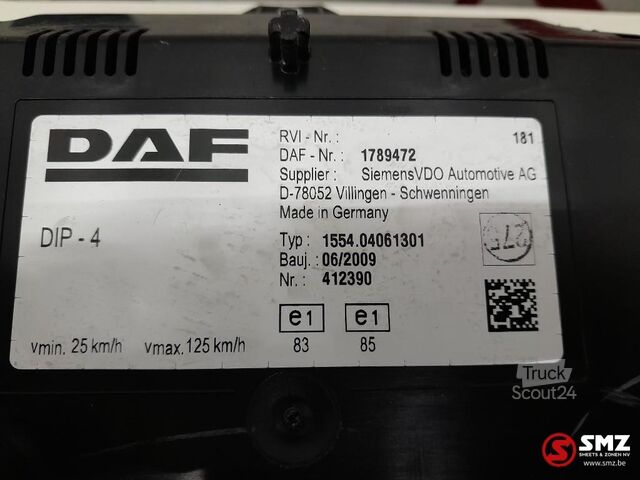 DAF
RVI - Nr. :
181
DAF - Nr. : 1789472
Supplier : SiemensVDO Automotive AG
D-78052 Villingen - Schwenningen
Made in Germany
DIP - 4
Typ : 1554.04061301
Bauj. : 06/2009
Nr. : 412390
275
e1 e1
83 85
vmin. 25 km/h vmax. 125 km/h
Truck
Scout24
SMZ
SHEETS & ZONEN NV
www.smz.be